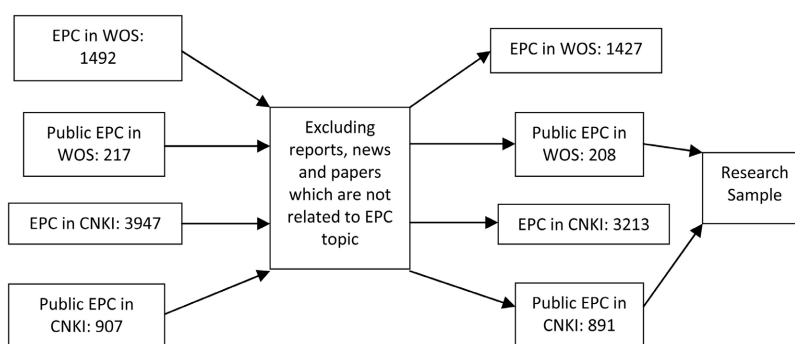 EPC in WOS:
1492
Public EPC in
WOS: 217
EPC in CNKI: 3947
Public EPC in
CNKI: 907
Excluding
reports, news
and papers
which are not
related to EPC
topic
EPC in WOS: 1427
Public EPC in
WOS: 208
EPC in CNKI: 3213
Public EPC in
CNKI: 891
Research
Sample